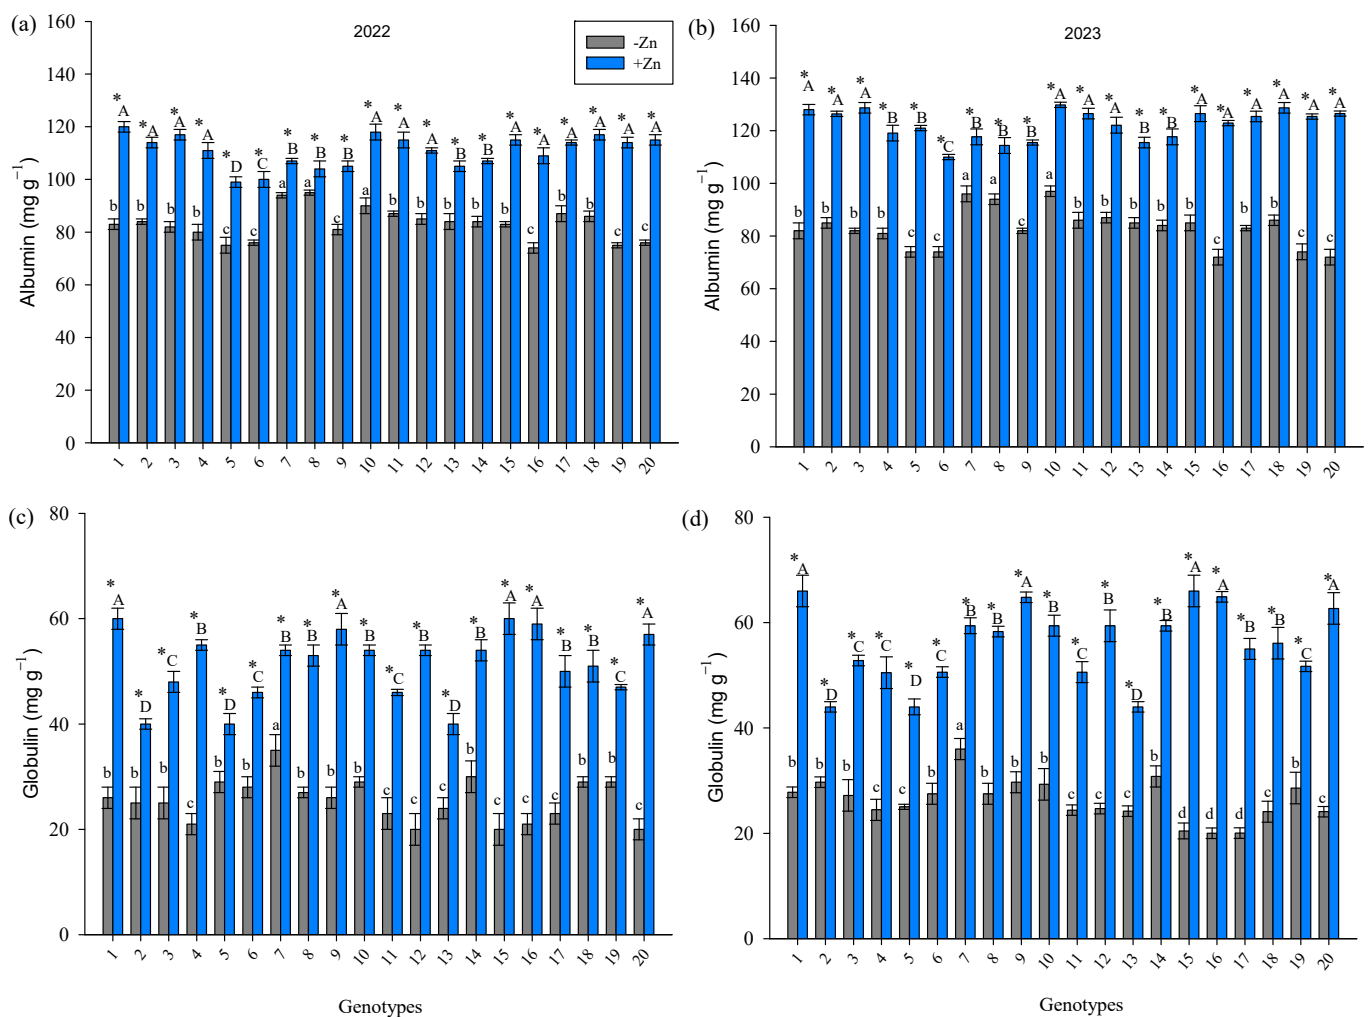 (a)
2022
-Zn
+Zn
Albumin (mg g⁻¹)
160
140
120
100
80
60
40
20
0
* * * * * * * * * * * * * * * * * * * *
A A A A D C B B B A A A B B A A A A A A
b b b b c c a a c a b b b b b c b b c c
1 2 3 4 5 6 7 8 9 10 11 12 13 14 15 16 17 18 19 20
(b)
2023
Albumin (mg g⁻¹)
160
140
120
100
80
60
40
20
0
* * * * * * * * * * * * * * * * * * * *
A A A B B C B B B A A A B B A A A A A A
b b b b c c a a c a b b b b b c b b c c
1 2 3 4 5 6 7 8 9 10 11 12 13 14 15 16 17 18 19 20
(c)
Globulin (mg g⁻¹)
80
60
40
20
0
* * * * * * * * * * * * * * * * * * * *
A D C B D C B B A B C B D B A A B B C A
b b b c b b a b b b c c c b c c c b b c
1 2 3 4 5 6 7 8 9 10 11 12 13 14 15 16 17 18 19 20
Genotypes
(d)
Globulin (mg g⁻¹)
80
60
40
20
0
* * * * * * * * * * * * * * * * * * * *
A D C C D C B B A B C B D B A A B B C A
b b b c c b a b b b c c c b d d d c b c
1 2 3 4 5 6 7 8 9 10 11 12 13 14 15 16 17 18 19 20
Genotypes